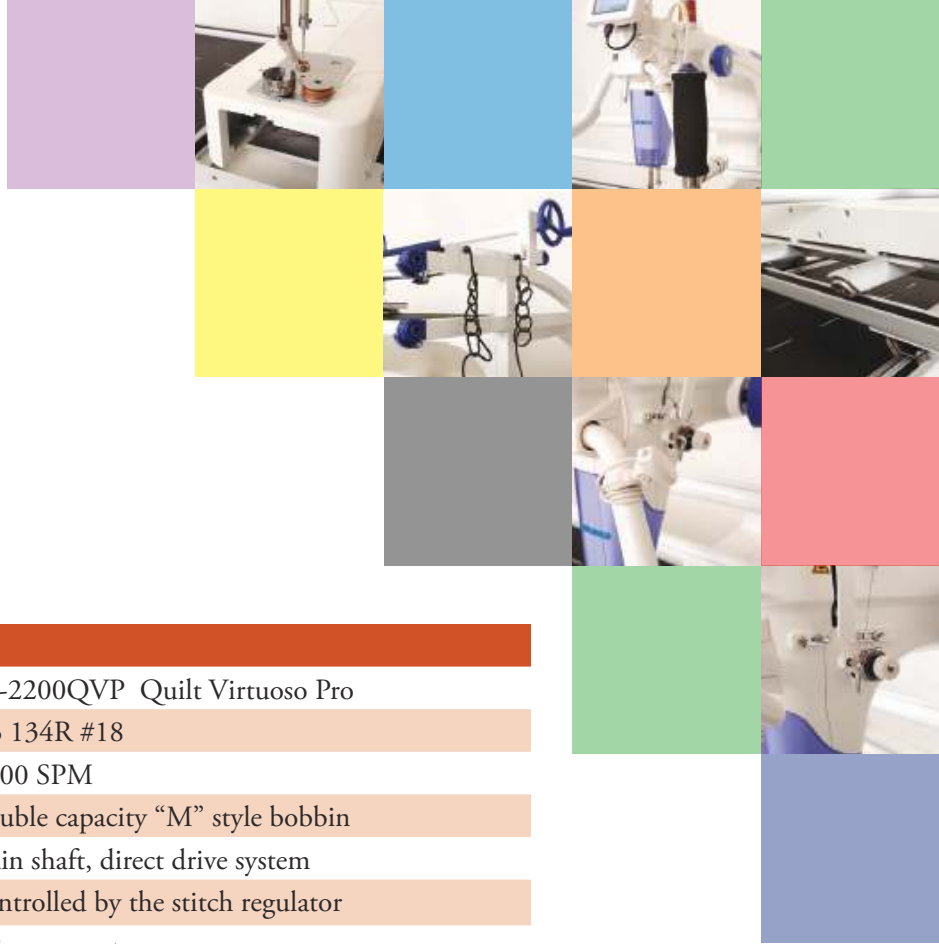 -2200QVP Quilt Virtuoso Pro
134R #18
00 SPM
uble capacity “M” style bobbin
in shaft, direct drive system
ntrolled by the stitch regulator